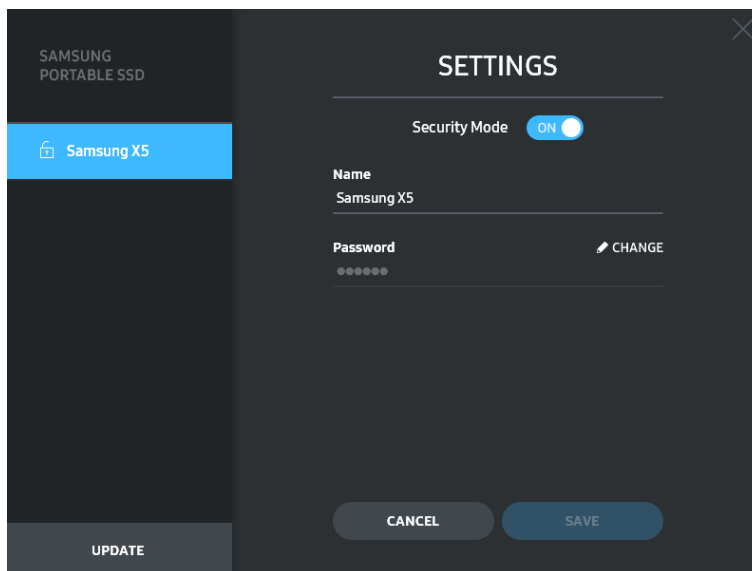 SAMSUNG
PORTABLE SSD
Samsung X5
UPDATE
SETTINGS
Security Mode ON
Name
Samsung X5
Password CHANGE
●●●●●●
CANCEL SAVE